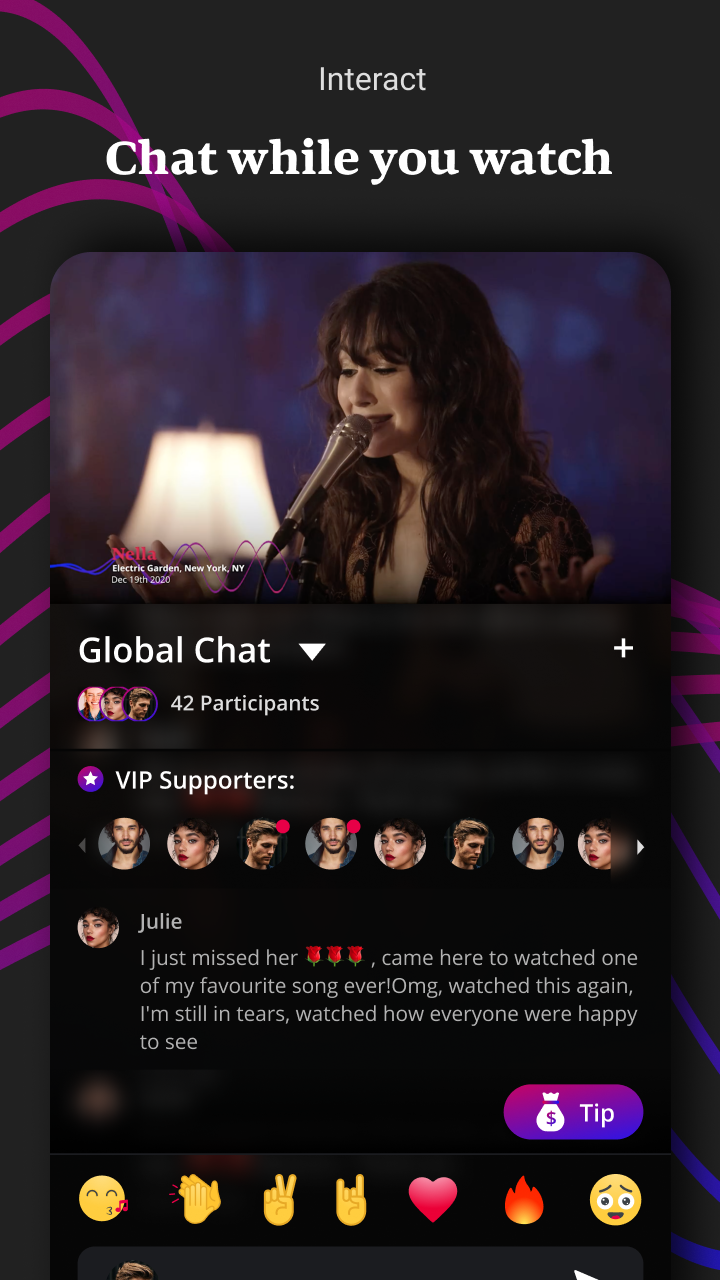 Interact
Chat while you watch
Nella
Electric Garden, New York, NY
Dec 19th 2020
Global Chat
+
42 Participants
VIP Supporters:
Julie
I just missed her 🌹🌹🌹 , came here to watched one
of my favourite song ever!Omg, watched this again,
I'm still in tears, watched how everyone were happy
to see
$ Tip